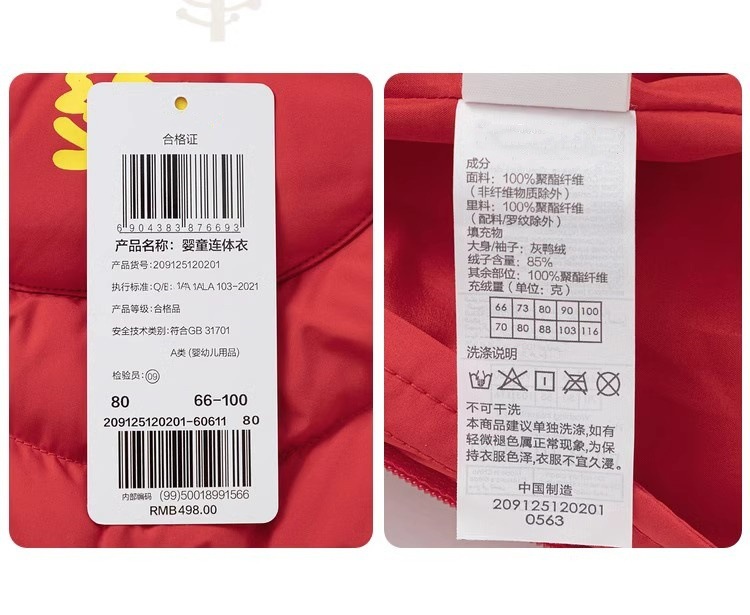 合格证
6904383876693
产品名称: 婴童连体衣
产品货号:209125120201
执行标准: Q/E: 1ALA 103-2021
产品等级: 合格品
安全技术类别:符合GB 31701
A类 (婴幼儿用品)
检验员: 09
80 66-100
209125120201-60611 80
内部编码 (99)50018991566
RMB498.00
成分
面料: 100%聚酯纤维
(非纤维物质除外)
里料: 100%聚酯纤维
(配料/罗纹除外)
填充物
大身/袖子: 灰鸭绒
绒子含量: 85%
其余部位: 100%聚酯纤维
充绒量 (单位: 克)
66 73 80 90 100
70 80 88 103 116
洗涤说明
不可干洗
本商品建议单独洗涤,如有
轻微褪色属正常现象,为保
持衣服色泽,衣服不宜久漫。
中国制造
209125120201
0563